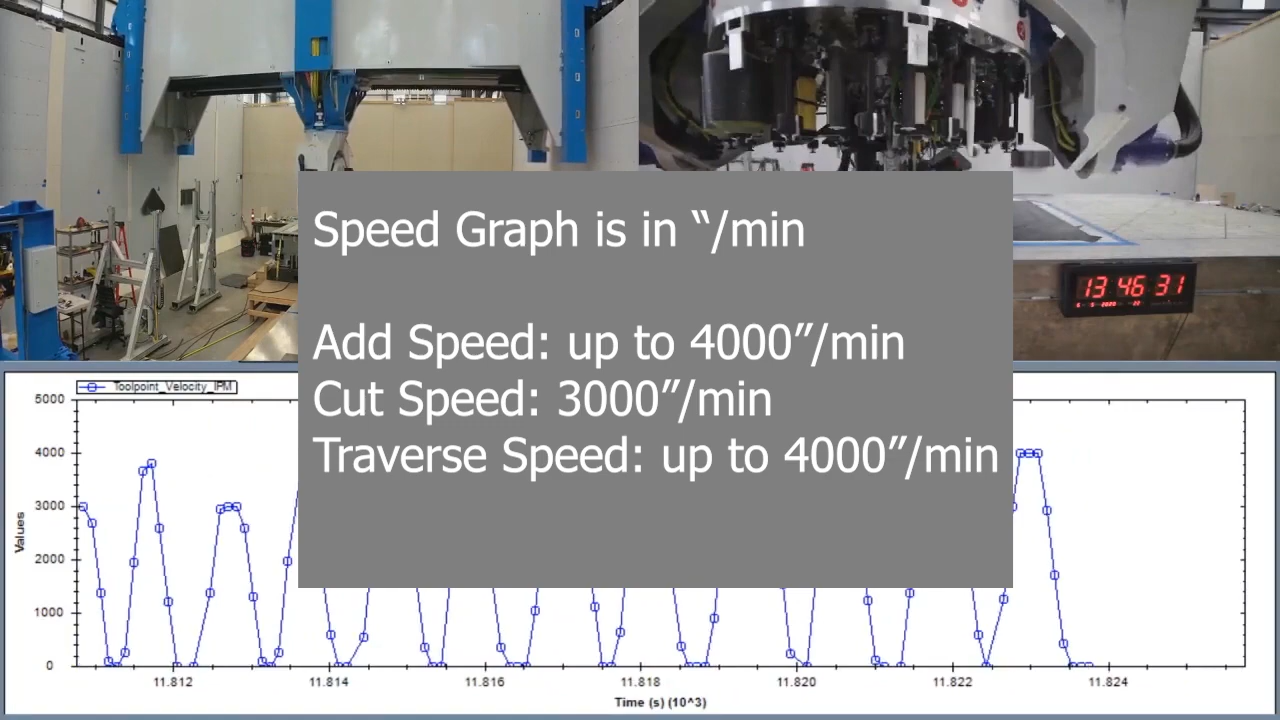 Speed Graph is in “/min
Add Speed: up to 4000”/min
Cut Speed: 3000”/min
Traverse Speed: up to 4000”/min
13 46 31
Toolpoint_Velocity_IPM
5000
4000
3000
2000
1000
0
Values
11.812 11.814 11.816 11.818 11.820 11.822 11.824
Time (s) (10^3)